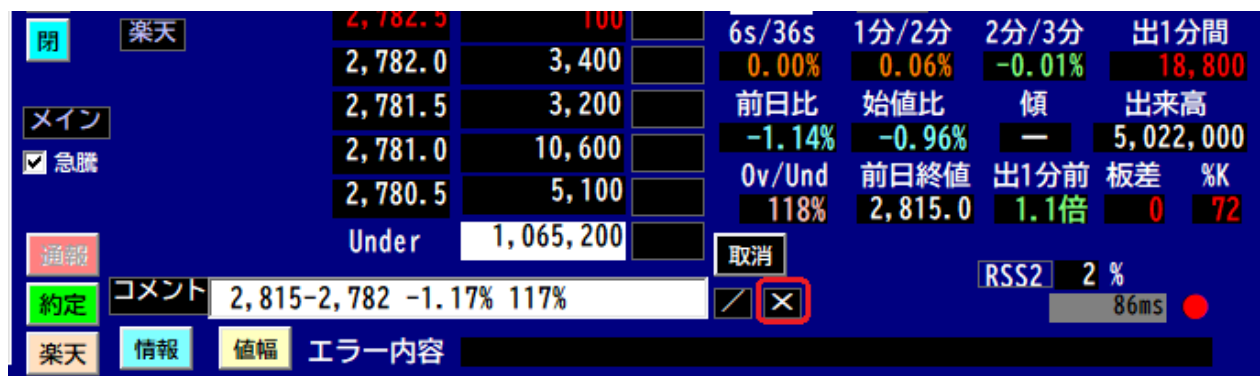 閉 楽天 2,782.5 100 6s/36s 1分/2分 2分/3分 出1分間
2,782.0 3,400 0.00% 0.06% -0.01% 18,800
メイン 2,781.5 3,200 前日比 始値比 傾 出来高
急騰 2,781.0 10,600 -1.14% -0.96% ー 5,022,000
2,780.5 5,100 Ov/Und 前日終値 出1分前 板差 %K
118% 2,815.0 1.1倍 0 72
通報 Under 1,065,200 取消
RSS2 2 %
約定 コメント 2,815-2,782 -1.17% 117% / × 86ms
楽天 情報 値幅 エラー内容